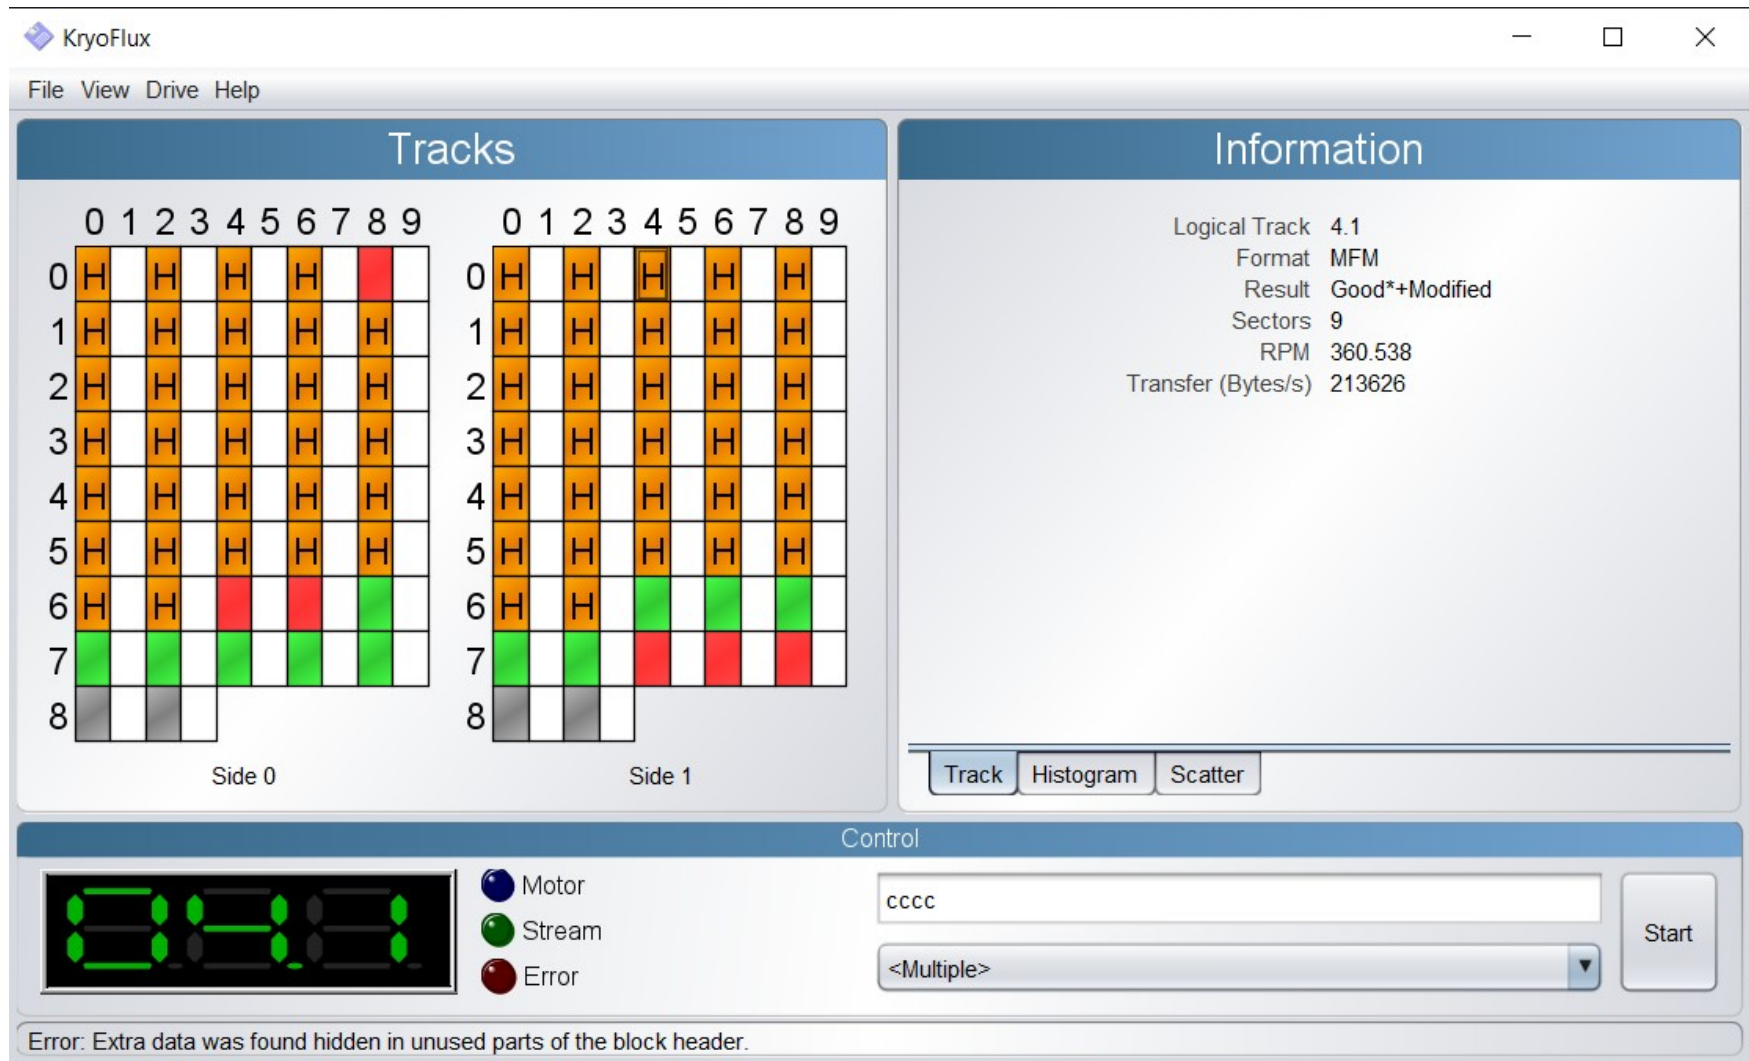 KryoFlux
File View Drive Help
Tracks
0 1 2 3 4 5 6 7 8 9
0 H H H H
1 H H H H H
2 H H H H H
3 H H H H H
4 H H H H H
5 H H H H H
6 H H
7
8
Side 0
0 1 2 3 4 5 6 7 8 9
0 H H H H H
1 H H H H H
2 H H H H H
3 H H H H H
4 H H H H H
5 H H H H H
6 H H
7
8
Side 1
Information
Logical Track 4.1
Format MFM
Result Good*+Modified
Sectors 9
RPM 360.538
Transfer (Bytes/s) 213626
Track Histogram Scatter
Control
04.1
Motor
Stream
Error
cccc
<Multiple>
Start
Error: Extra data was found hidden in unused parts of the block header.